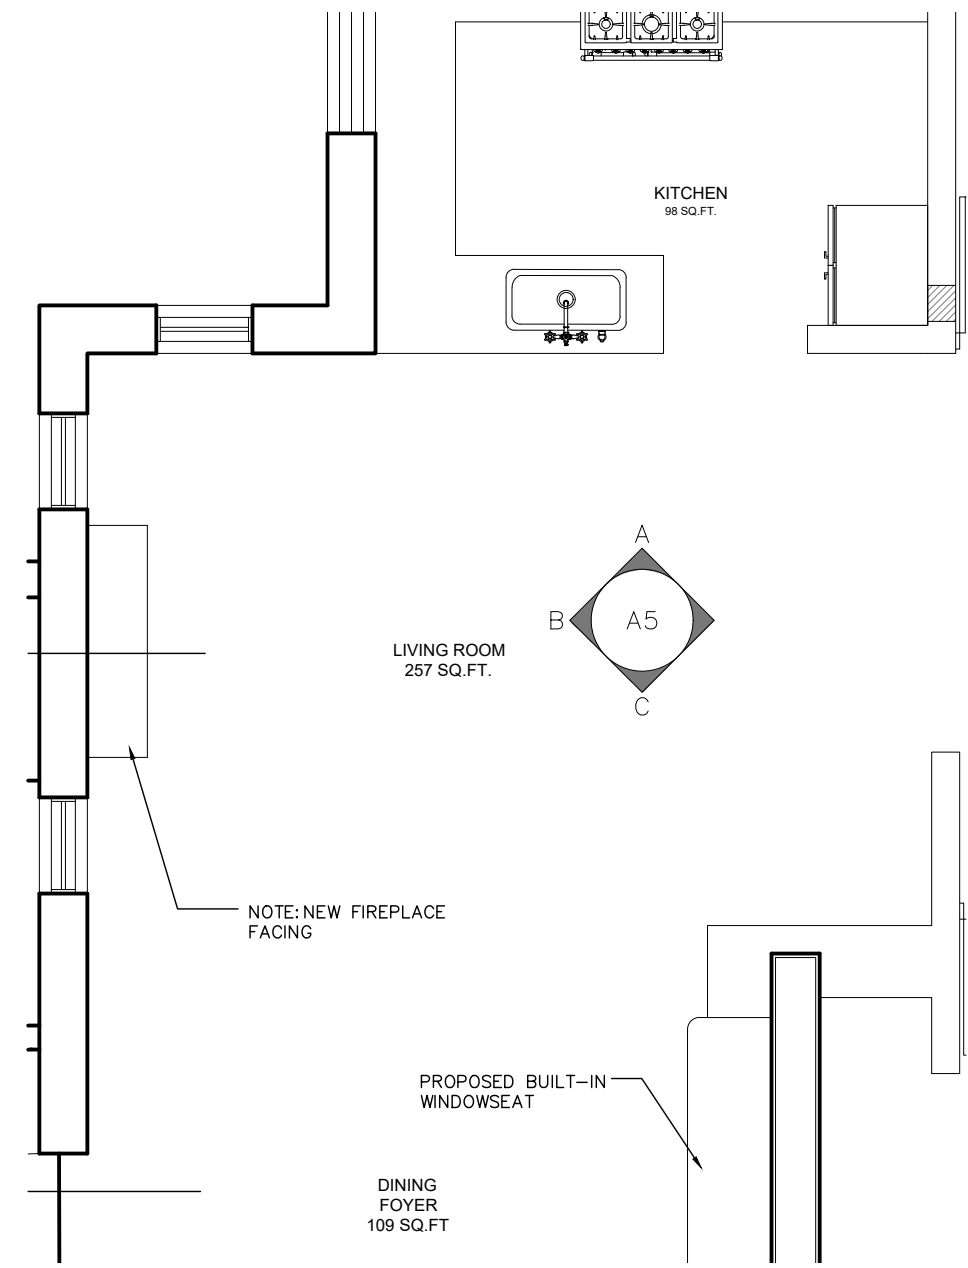 KITCHEN
98 SQ.FT.
A
B
A5
C
LIVING ROOM
257 SQ.FT.
NOTE: NEW FIREPLACE
FACING
PROPOSED BUILT-IN
WINDOWSEAT
DINING
FOYER
109 SQ.FT